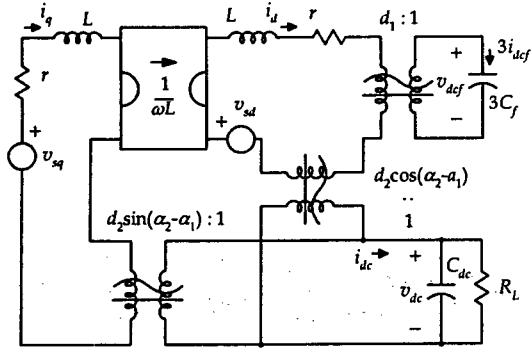 i_q L L i_d r d_1 : 1
r 1/ωL v_dcf 3i_dcf 3C_f
+ − + −
v_sq + v_sd +
d_2cos(α_2-a_1) : 1
d_2sin(α_2-α_1) : 1
i_dc + v_dc − C_dc R_L